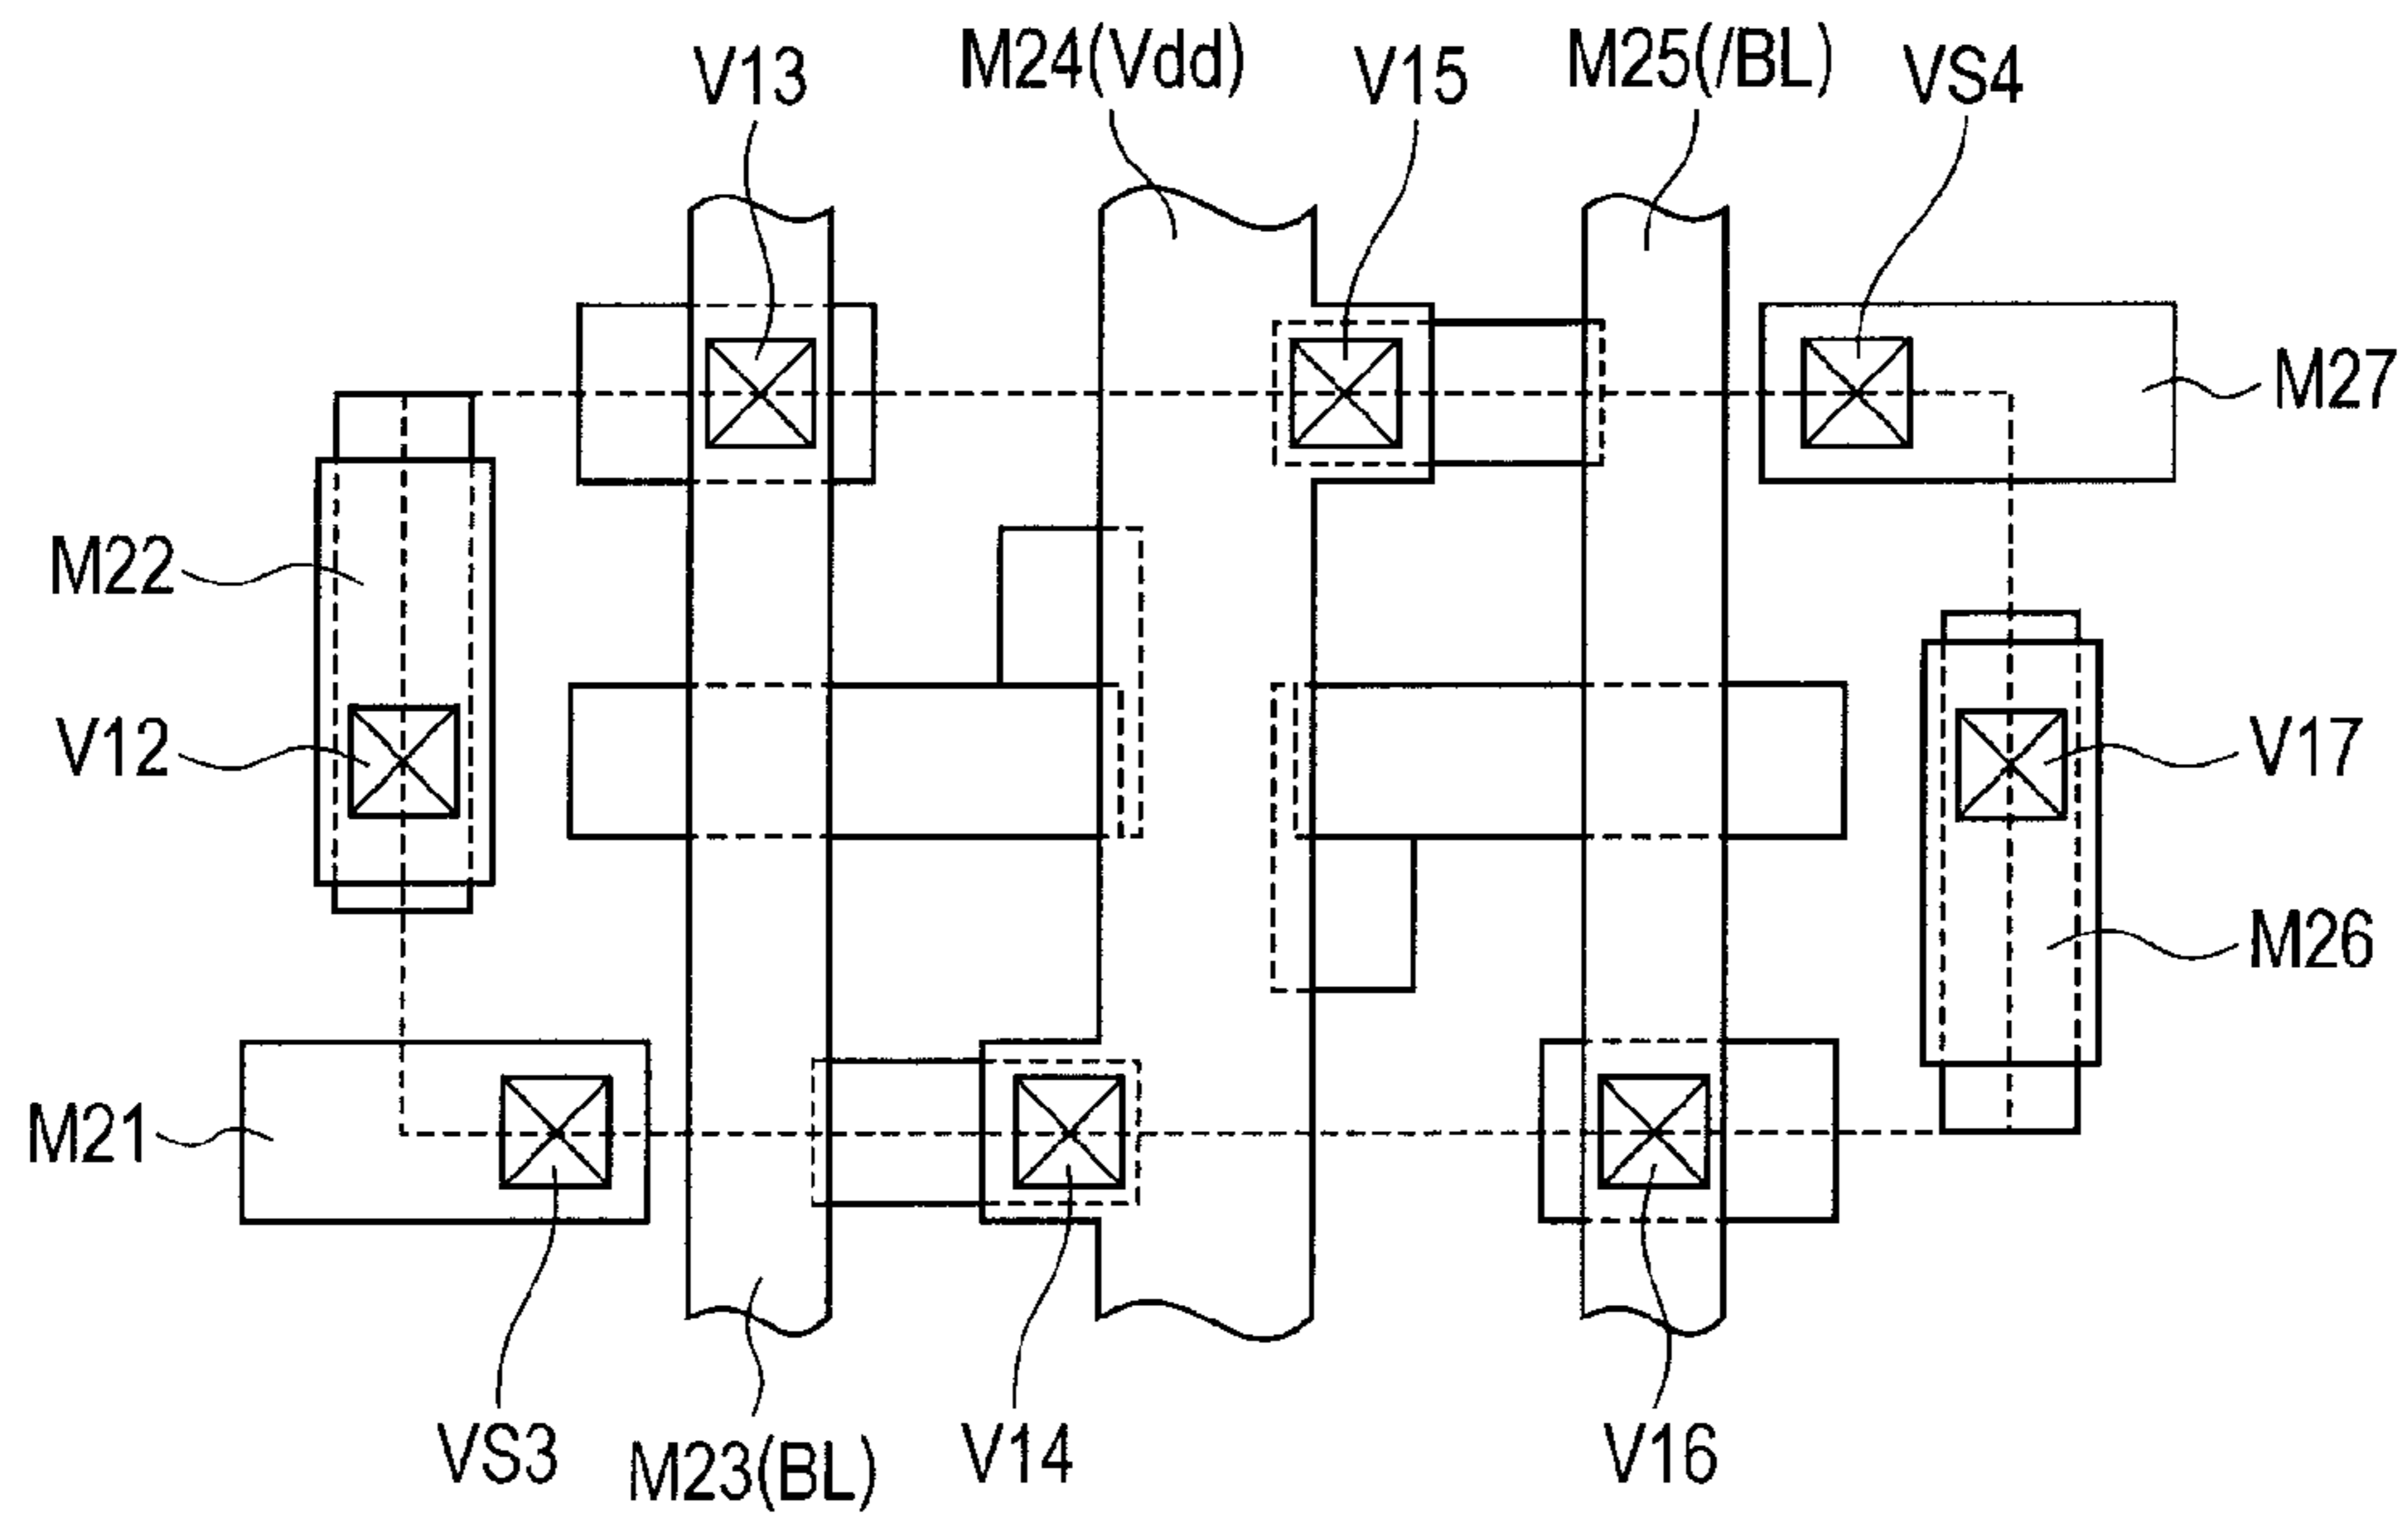 V13
M24(Vdd)
V15
M25(/BL)
VS4
M27
M22
V12
V17
M26
M21
VS3
M23(BL)
V14
V16